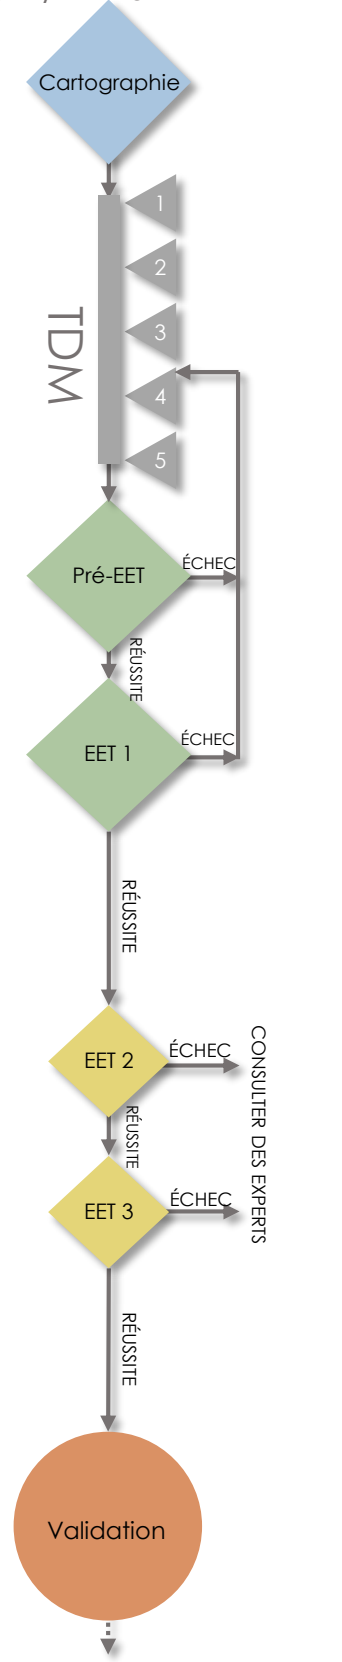 Cartographie
1
2
TDM
3
4
5
Pré-EET
ÉCHEC
RÉUSSITE
EET 1
ÉCHEC
RÉUSSITE
EET 2
ÉCHEC
CONSULTER DES EXPERTS
RÉUSSITE
EET 3
ÉCHEC
RÉUSSITE
Validation